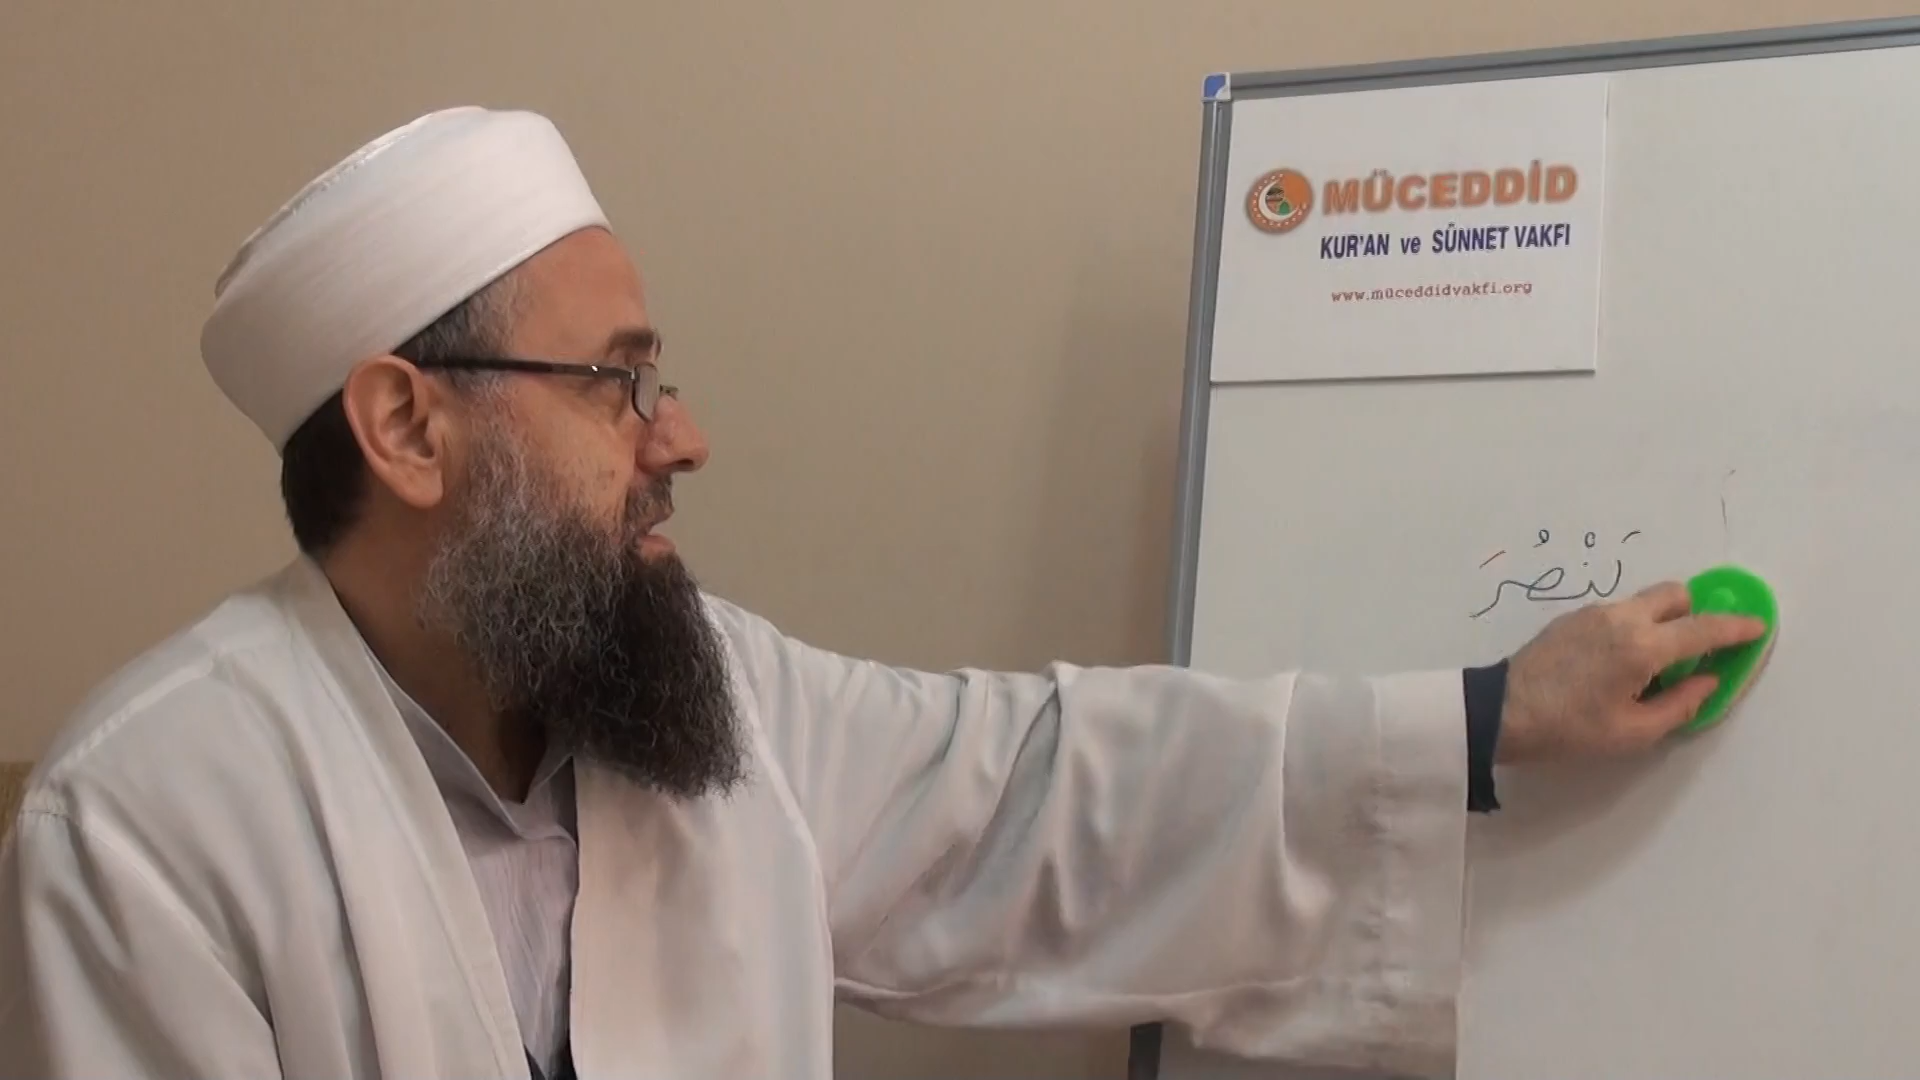 MÜCEDDİD
KUR'AN ve SÜNNET VAKFI
www.müceddidvakfi.org
نَنْصُرَ